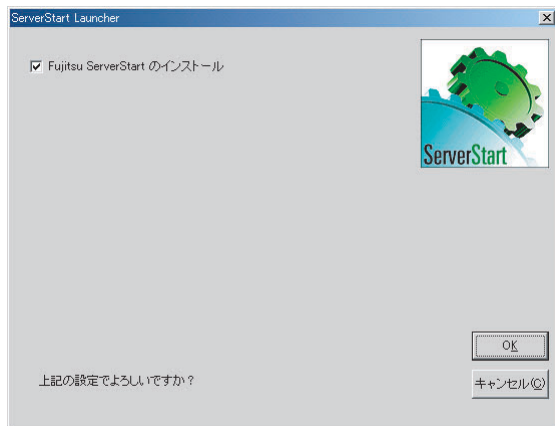 ServerStart Launcher
Fujitsu ServerStart のインストール
ServerStart
OK
上記の設定でよろしいですか?
キャンセル(C)